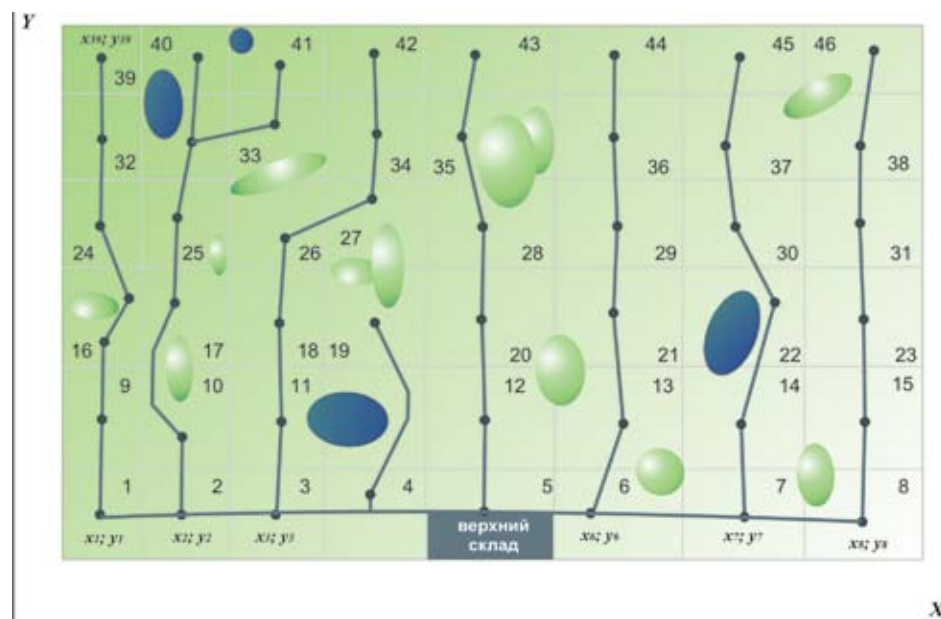 Y
x39; y39 40 41 42 43 44 45 46
39
33
32 34 35 36 37 38
24 25 26 27 28 29 30 31
16 17 18 19 20 21 22 23
9 10 11 12 13 14 15
1 2 3 4 5 6 7 8
x1; y1 x2; y2 x3; y3 верхний x6; y6 x7; y7 x8; y8
склад
X